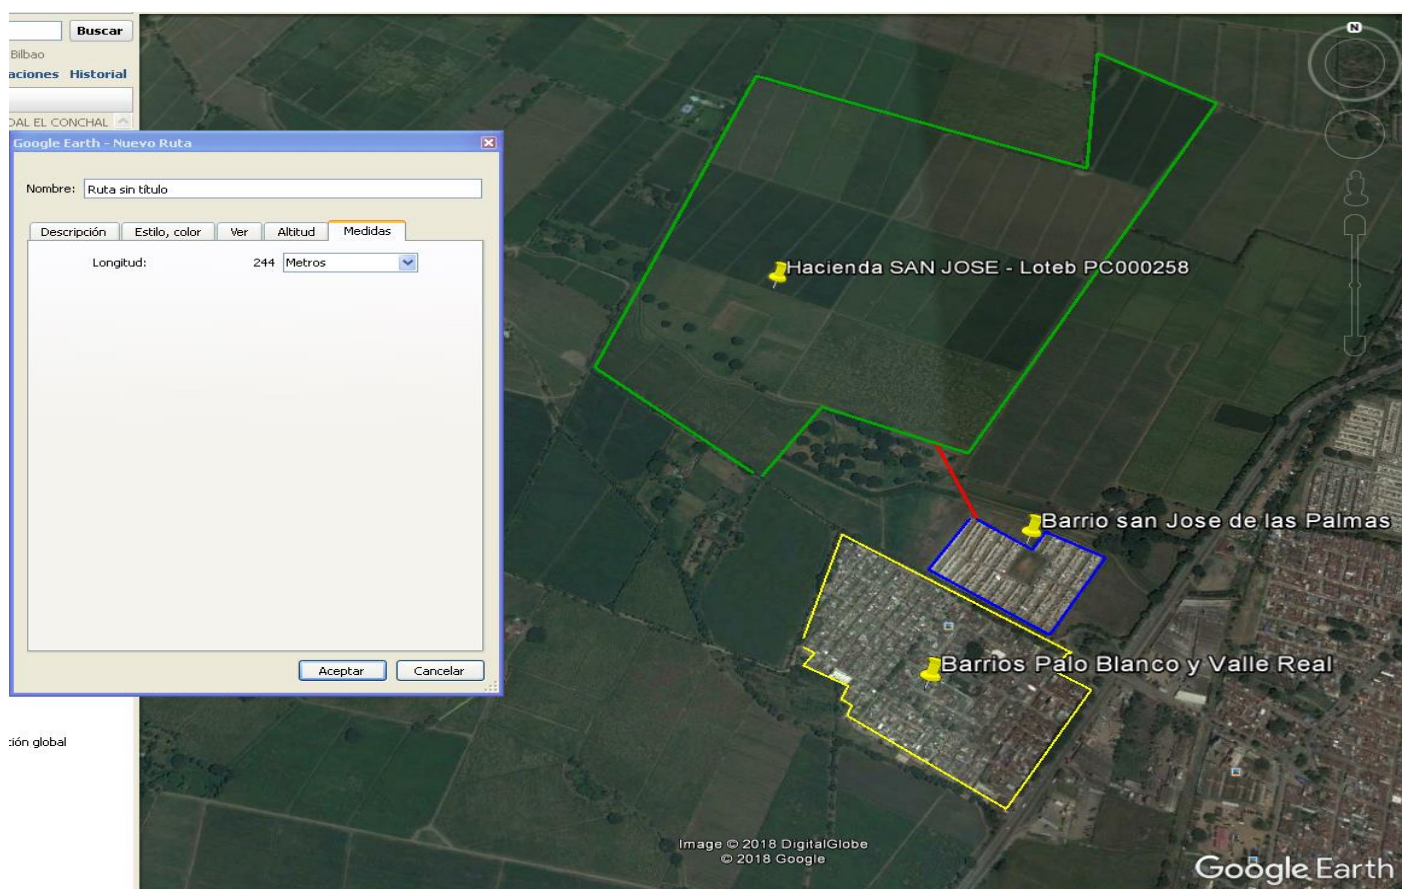 Buscar
Bilbao
aciones Historial
DAL EL CONCHAL
Google Earth - Nuevo Ruta
Nombre: Ruta sin título
Descripción Estilo, color Ver Altitud Medidas
Longitud: 244 Metros
Aceptar Cancelar
ción global
N
Hacienda SAN JOSE - Loteb PC000258
Barrio san Jose de las Palmas
Barrios Palo Blanco y Valle Real
Image © 2018 DigitalGlobe
© 2018 Google
Google Earth